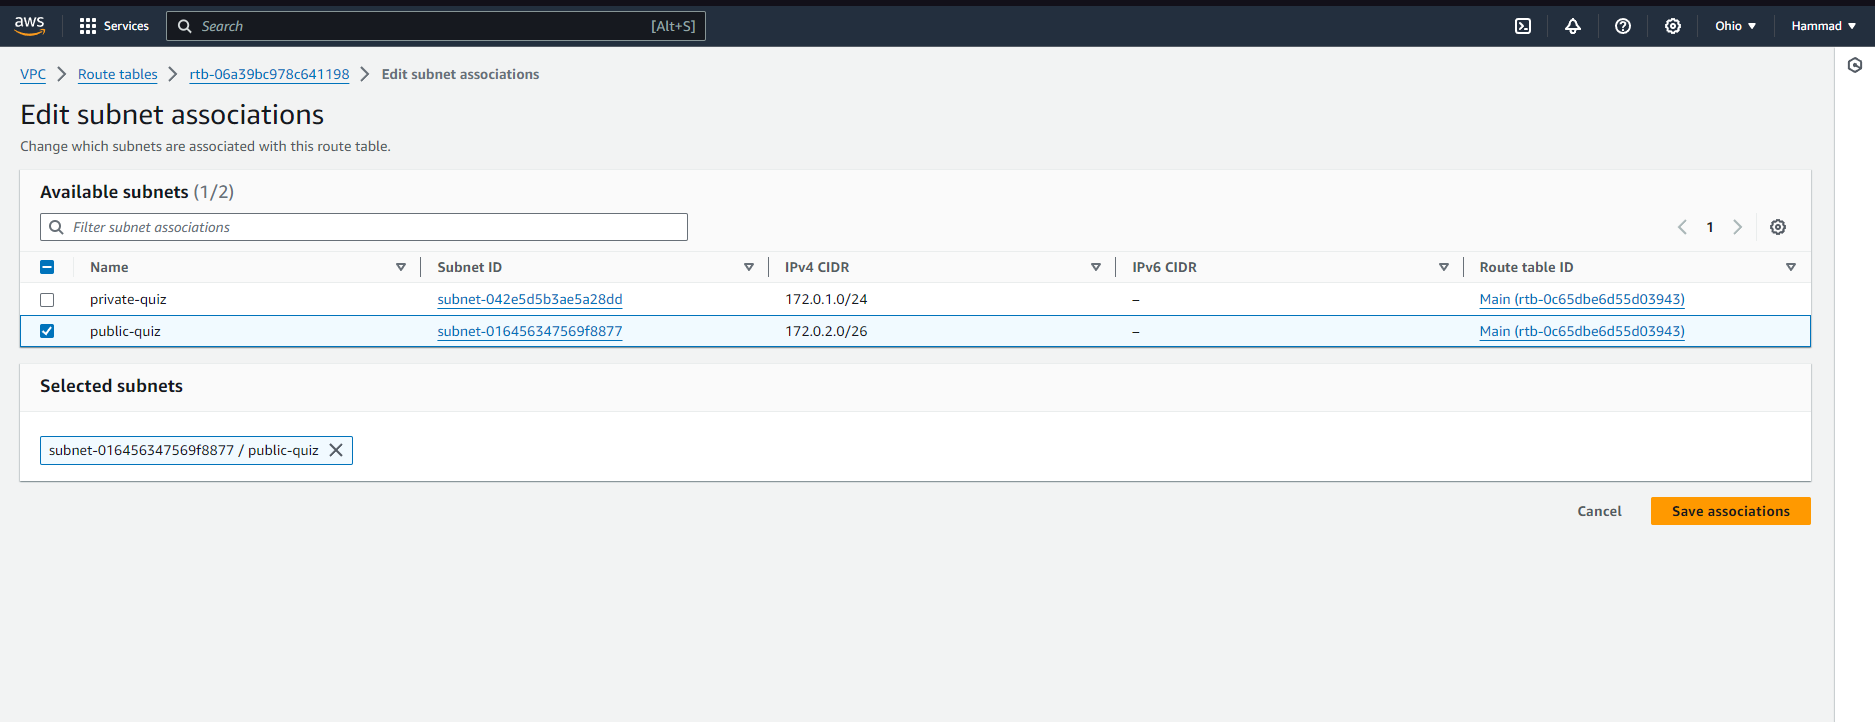 aws Services Search [Alt+S] Ohio Hammad
VPC Route tables rtb-06a39bc978c641198 Edit subnet associations
Edit subnet associations
Change which subnets are associated with this route table.
Available subnets (1/2)
Filter subnet associations 1
Name Subnet ID IPv4 CIDR IPv6 CIDR Route table ID
private-quiz subnet-042e5d5b3ae5a28dd 172.0.1.0/24 – Main (rtb-0c65dbe6d55d03943)
public-quiz subnet-016456347569f8877 172.0.2.0/26 – Main (rtb-0c65dbe6d55d03943)
Selected subnets
subnet-016456347569f8877 / public-quiz
Cancel Save associations